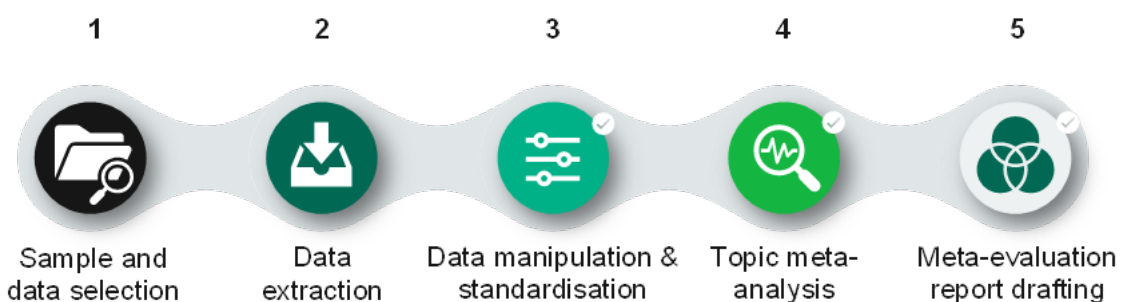 1 2 3 4 5
Sample and
data selection
Data
extraction
Data manipulation &
standardisation
Topic meta-
analysis
Meta-evaluation
report drafting